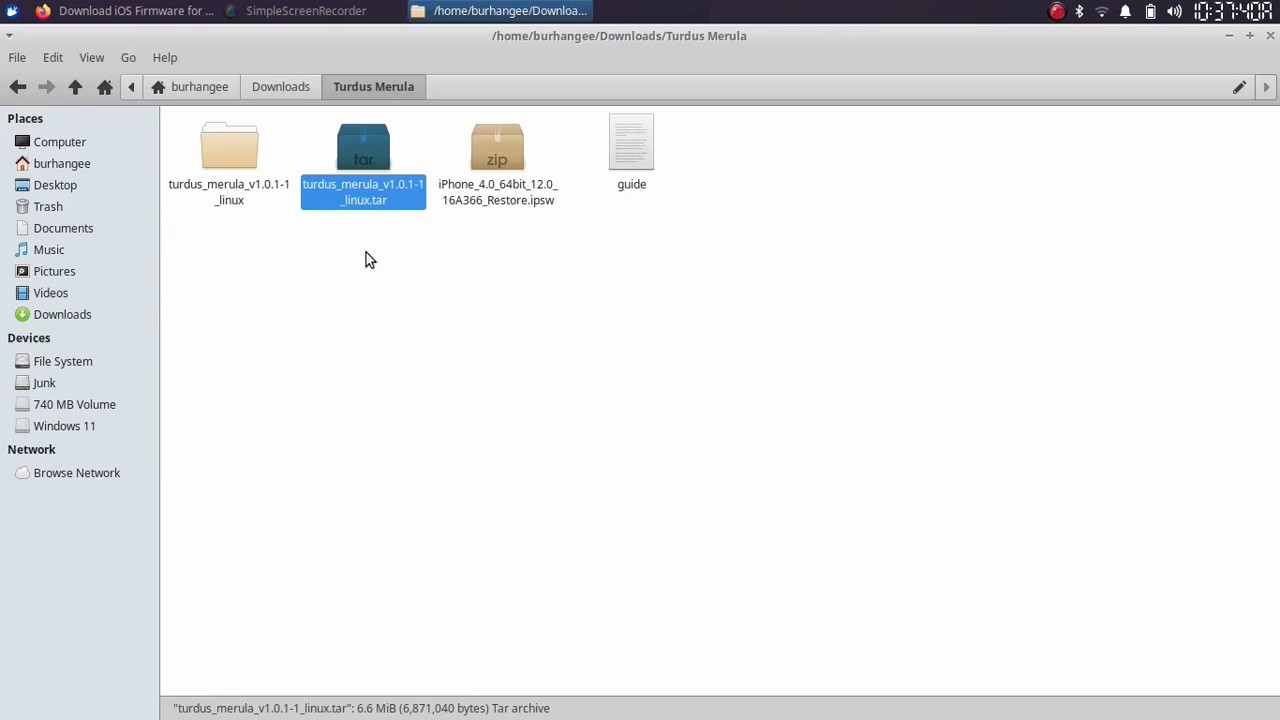 Download iOS Firmware for ...
SimpleScreenRecorder
/home/burhangee/Downloa...
10:37:40A
/home/burhangee/Downloads/Turdus Merula
File Edit View Go Help
burhangee Downloads Turdus Merula
Places
Computer
burhangee
Desktop
Trash
Documents
Music
Pictures
Videos
Downloads
Devices
File System
Junk
740 MB Volume
Windows 11
Network
Browse Network
turdus_merula_v1.0.1-1
_linux
tar
turdus_merula_v1.0.1-1
_linux.tar
zip
iPhone_4.0_64bit_12.0_
16A366_Restore.ipsw
guide
"turdus_merula_v1.0.1-1_linux.tar": 6.6 MiB (6,871,040 bytes) Tar archive